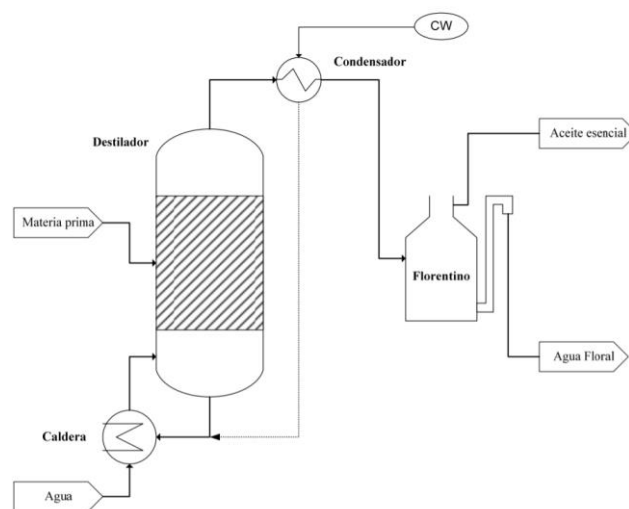 CW
Condensador
Aceite esencial
Destilador
Materia prima
Florentino
Agua Floral
Caldera
Agua